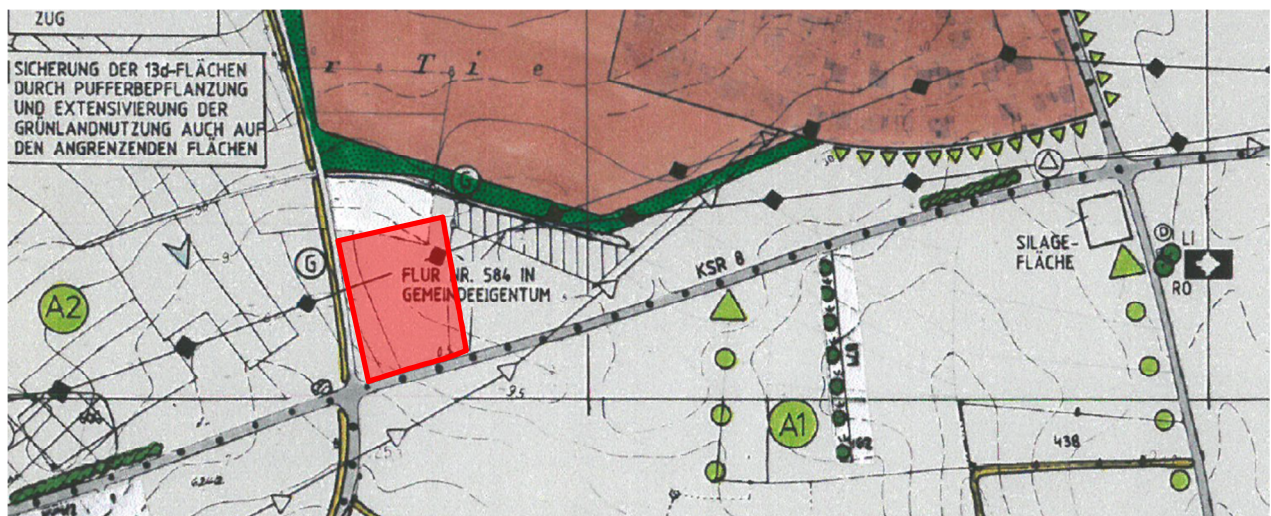 ZUG
SICHERUNG DER 13d-FLÄCHEN
DURCH PUFFERBEPFLANZUNG
UND EXTENSIVIERUNG DER
GRÜNLANDNUTZUNG AUCH AUF
DEN ANGRENZENDEN FLÄCHEN
r T i e
G
G
FLUR NR. 584 IN
GEMEINDEEIGENTUM
KSR 8
SILAGE-
FLÄCHE
D
LI
RO
A2
A1
438